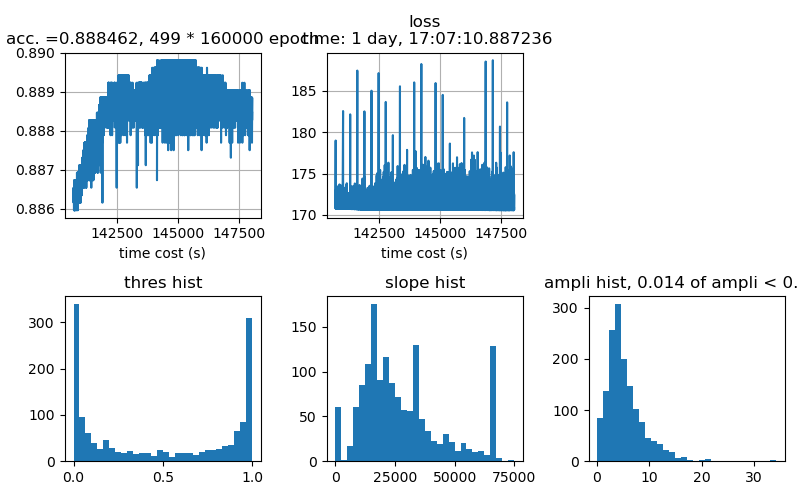 loss
acc. =0.888462, 499 * 160000 epoch
time: 1 day, 17:07:10.887236
0.890
0.889
0.888
0.887
0.886
142500 145000 147500
time cost (s)
185
180
175
170
142500 145000 147500
time cost (s)
thres hist
300
200
100
0
0.0 0.5 1.0
slope hist
150
100
50
0
0 25000 50000 75000
ampli hist, 0.014 of ampli < 0.
300
200
100
0
0 10 20 30